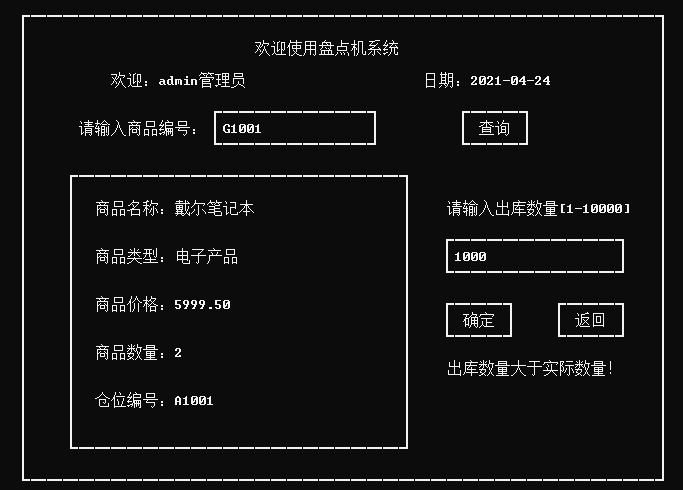 欢迎使用盘点机系统
欢迎：admin管理员 日期：2021-04-24
请输入商品编号： G1001 查询
商品名称：戴尔笔记本
商品类型：电子产品
商品价格：5999.50
商品数量：2
仓位编号：A1001
请输入出库数量[1-10000]
1000
确定 返回
出库数量大于实际数量!